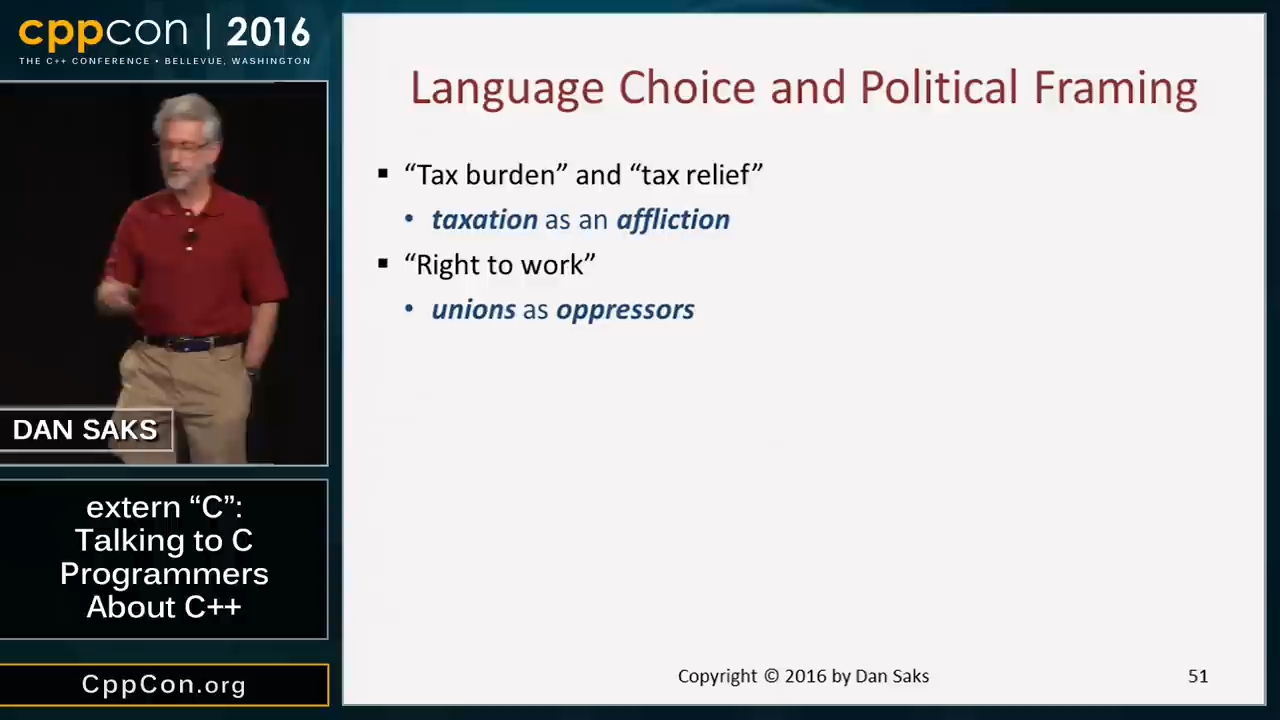 cppcon | 2016
THE C++ CONFERENCE • BELLEVUE, WASHINGTON
DAN SAKS
extern “C”:
Talking to C
Programmers
About C++
CppCon.org
Language Choice and Political Framing
▪ “Tax burden” and “tax relief”
• taxation as an affliction
▪ “Right to work”
• unions as oppressors
Copyright © 2016 by Dan Saks
51